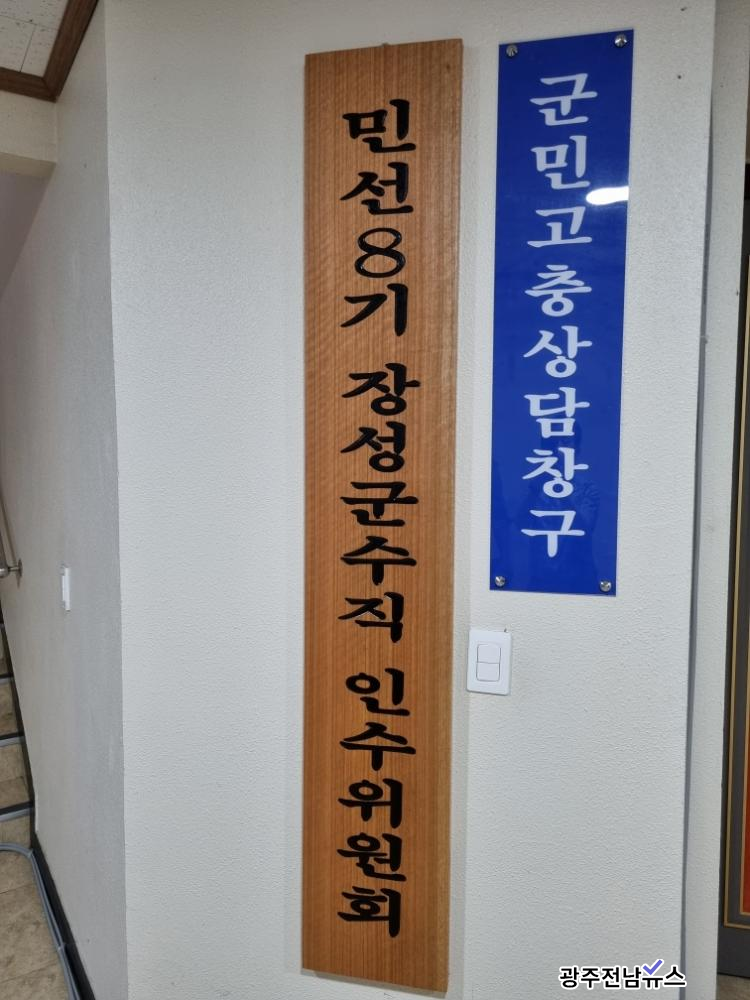 민선8기 장성군수직 인수위원회
군민고충상담창구
광주전남뉴스